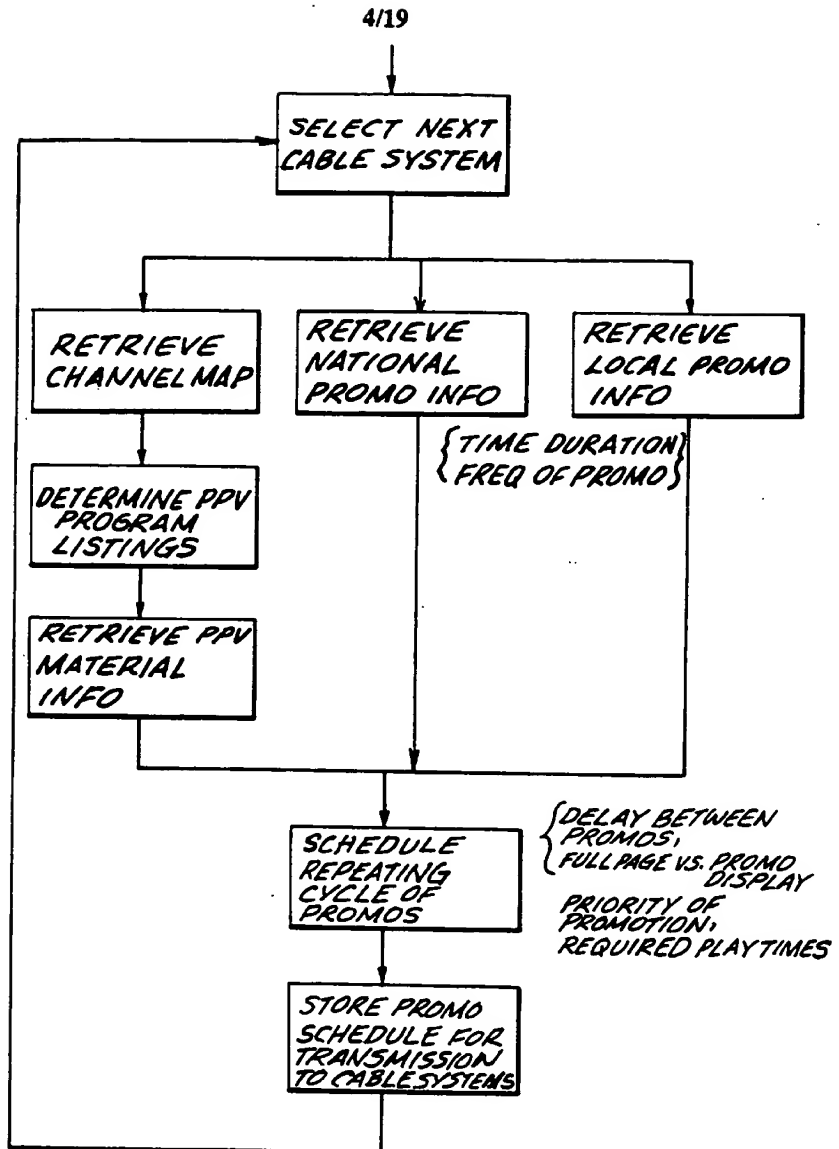 4/19
SELECT NEXT
CABLE SYSTEM
RETRIEVE
CHANNEL MAP
RETRIEVE
NATIONAL
PROMO INFO
RETRIEVE
LOCAL PROMO
INFO
{TIME DURATION}
{FREQ OF PROMO}
DETERMINE PPV
PROGRAM
LISTINGS
RETRIEVE PPV
MATERIAL
INFO
SCHEDULE
REPEATING
CYCLE OF
PROMOS
{DELAY BETWEEN
PROMOS,
FULL PAGE VS. PROMO
DISPLAY
PRIORITY OF
PROMOTION,
REQUIRED PLAY TIMES
STORE PROMO
SCHEDULE FOR
TRANSMISSION
TO CABLE SYSTEMS